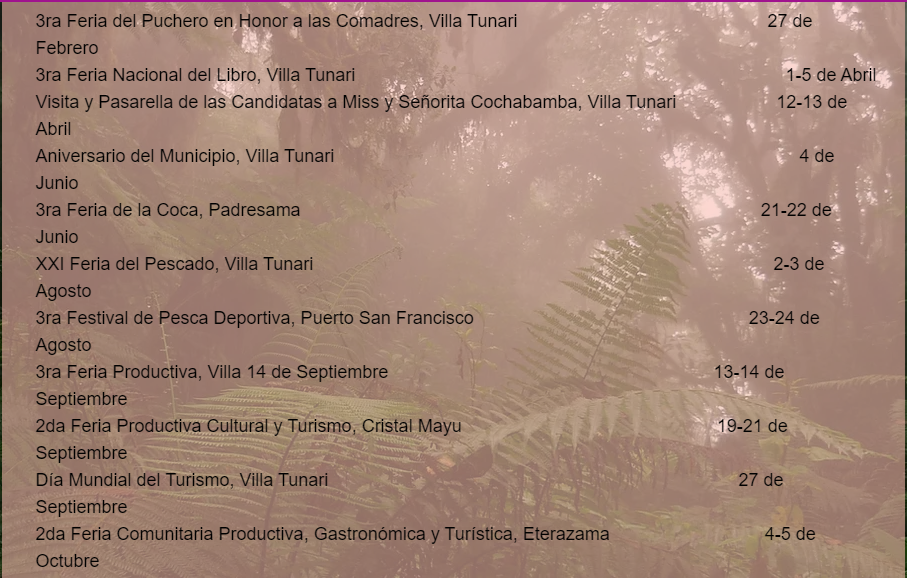 3ra Feria del Puchero en Honor a las Comadres, Villa Tunari 27 de
Febrero
3ra Feria Nacional del Libro, Villa Tunari 1-5 de Abril
Visita y Pasarella de las Candidatas a Miss y Señorita Cochabamba, Villa Tunari 12-13 de
Abril
Aniversario del Municipio, Villa Tunari 4 de
Junio
3ra Feria de la Coca, Padresama 21-22 de
Junio
XXI Feria del Pescado, Villa Tunari 2-3 de
Agosto
3ra Festival de Pesca Deportiva, Puerto San Francisco 23-24 de
Agosto
3ra Feria Productiva, Villa 14 de Septiembre 13-14 de
Septiembre
2da Feria Productiva Cultural y Turismo, Cristal Mayu 19-21 de
Septiembre
Día Mundial del Turismo, Villa Tunari 27 de
Septiembre
2da Feria Comunitaria Productiva, Gastronómica y Turística, Eterazama 4-5 de
Octubre